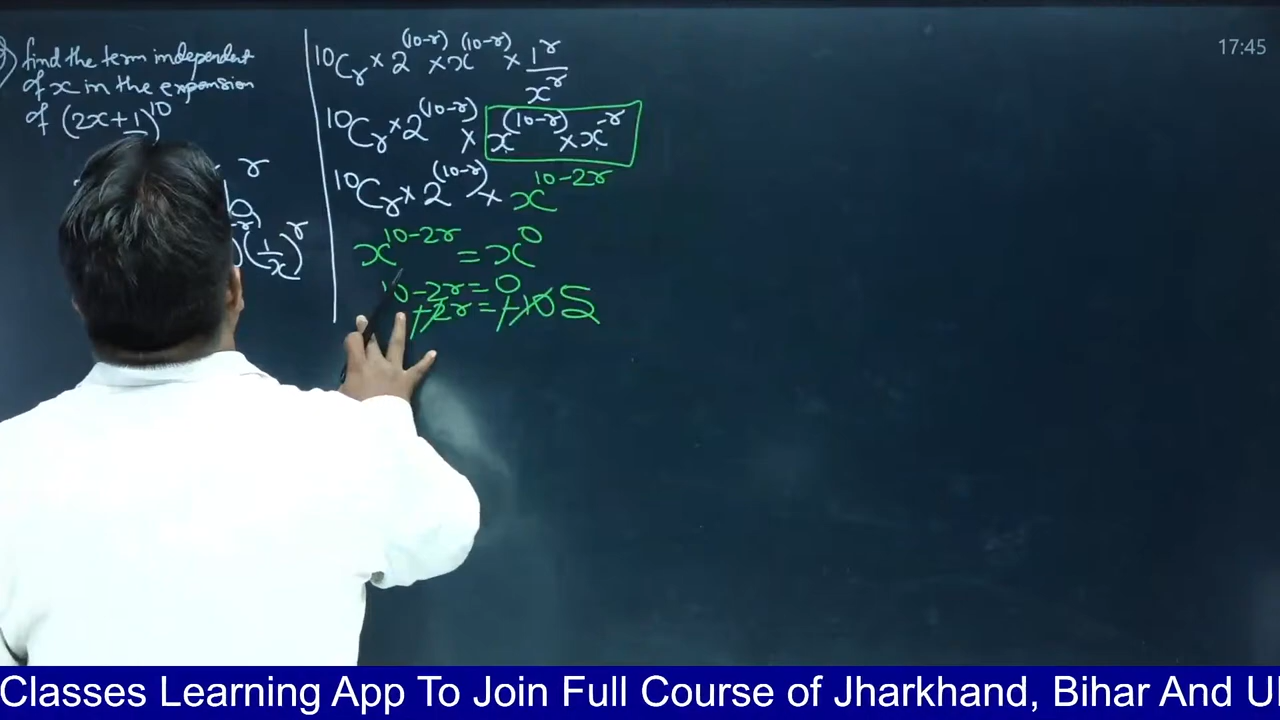 find the term independent
of x in the expansion
of (2x+1)^10
r
(1/x)^r
10Cr × 2^(10-r) × x^(10-r) × 1^r/x^r
10Cr × 2^(10-r) × x^(10-r) × x^-r
10Cr × 2^(10-r) × x^10-2r
x^10-2r = x^0
10-2r = 0
+2r = +10 5
17:45
Classes Learning App To Join Full Course of Jharkhand, Bihar And